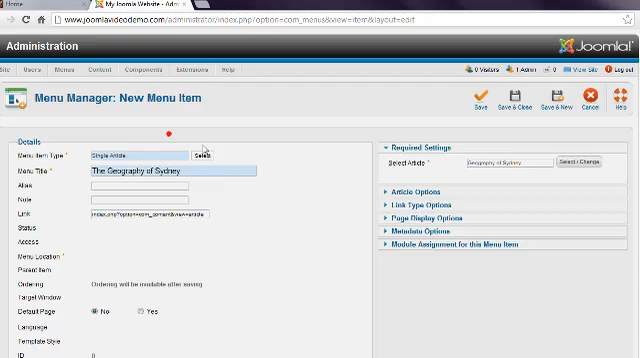 Home
My Joomla Website - Admin
www.joomlavideodemo.com/administrator/index.php?option=com_menus&view=item&layout=edit
Administration
Joomla!
Site Users Menus Content Components Extensions Help
0 Visitors 1 Admin 0 View Site Log out
Menu Manager: New Menu Item
Save Save & Close Save & New Cancel Help
Details
Menu Item Type * Single Article Select
Menu Title * The Geography of Sydney
Alias
Note
Link index.php?option=com_content&view=article
Status
Access
Menu Location *
Parent Item
Ordering Ordering will be available after saving
Target Window
Default Page No Yes
Language
Template Style
ID 0
Required Settings
Select Article * Geography of Sydney Select / Change
Article Options
Link Type Options
Page Display Options
Metadata Options
Module Assignment for this Menu Item